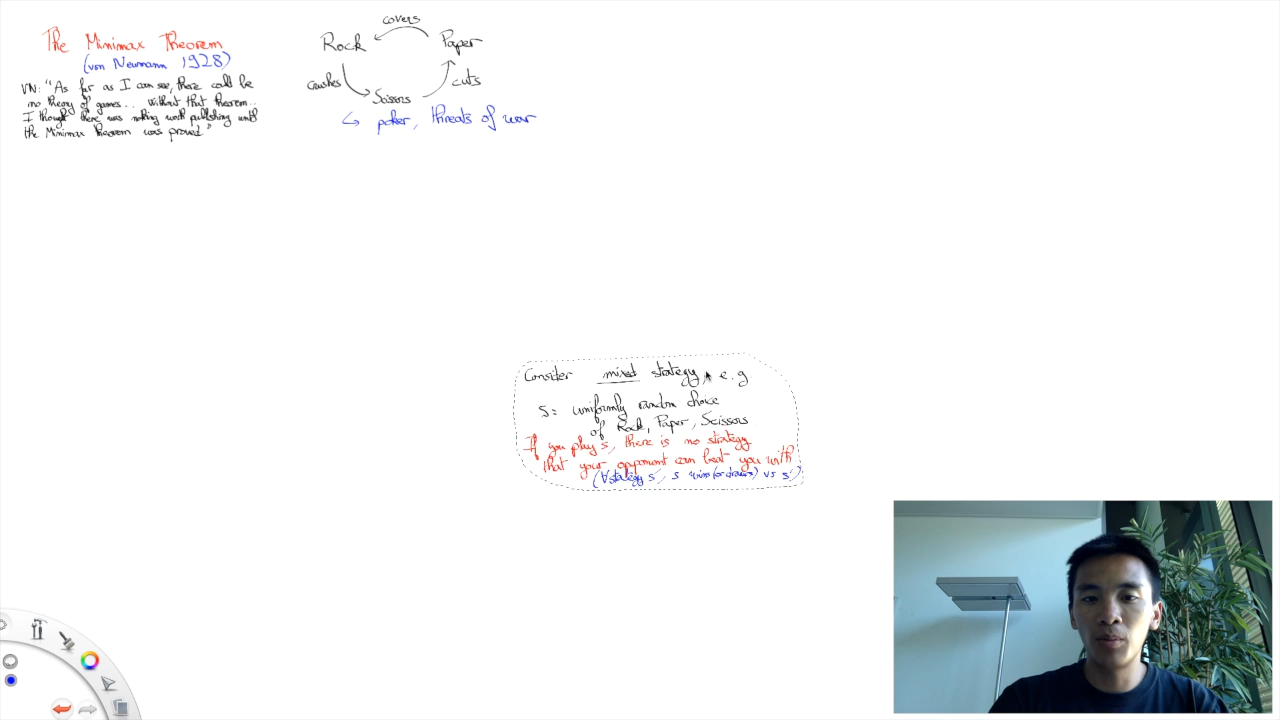 The Minimax Theorem
(von Neumann 1928)
VN: "As far as I can see, there could be
no theory of games... without that theorem...
I thought there was nothing worth publishing until
the Minimax Theorem was proved"
covers
Rock
Paper
crushes
cuts
Scissors
↳ poker, threats of war
Consider mixed strategy, e.g
S = uniformly random choice
of Rock, Paper, Scissors
If you play s, there is no strategy
that your opponent can beat you with
(∀ strategy s', s wins (or draws) vs s')